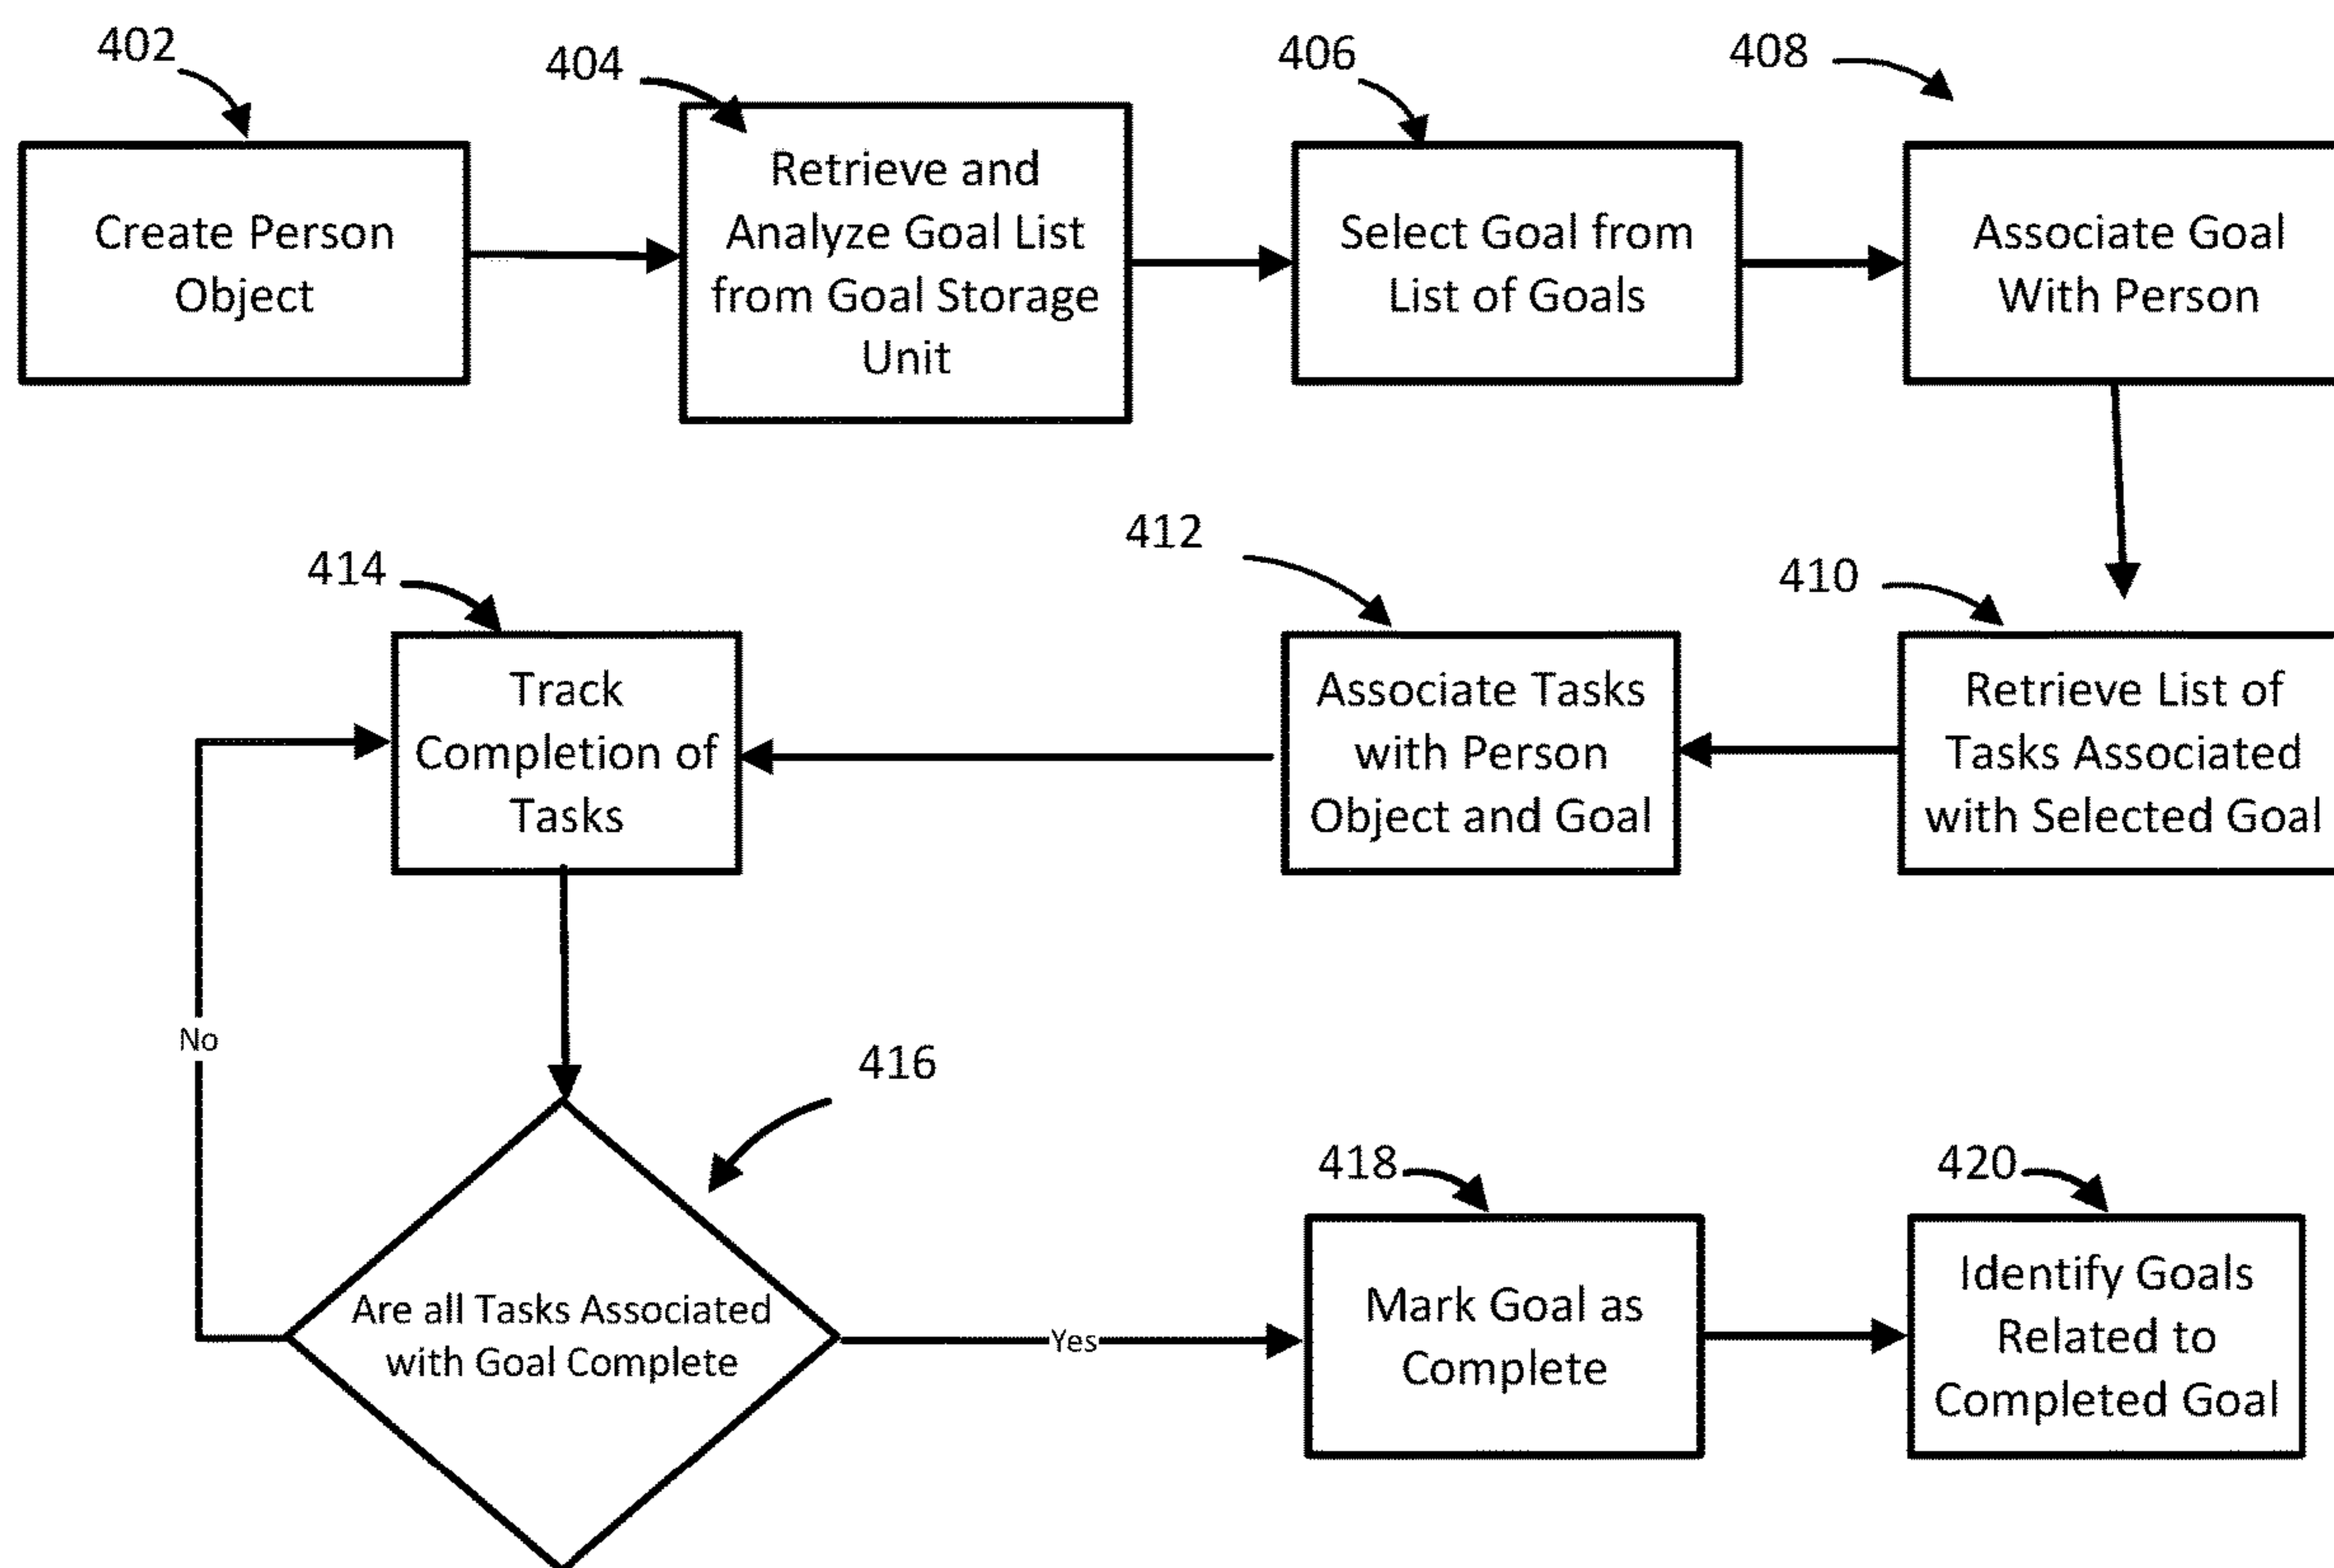 402
Create Person
Object
404
Retrieve and
Analyze Goal List
from Goal Storage
Unit
406
Select Goal from
List of Goals
408
Associate Goal
With Person
410
Retrieve List of
Tasks Associated
with Selected Goal
412
Associate Tasks
with Person
Object and Goal
414
Track
Completion of
Tasks
No
416
Are all Tasks Associated
with Goal Complete
Yes
418
Mark Goal as
Complete
420
Identify Goals
Related to
Completed Goal